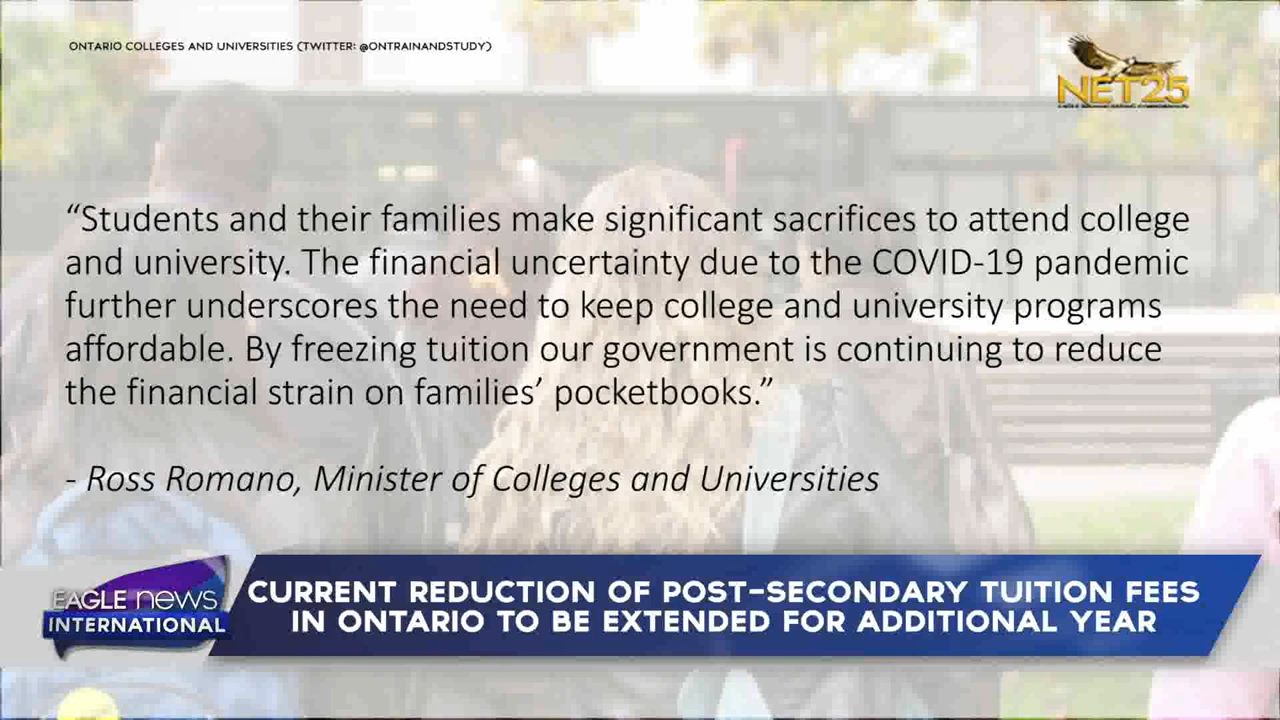 ONTARIO COLLEGES AND UNIVERSITIES (TWITTER: @ONTRAINANDSTUDY)
NET25
“Students and their families make significant sacrifices to attend college
and university. The financial uncertainty due to the COVID-19 pandemic
further underscores the need to keep college and university programs
affordable. By freezing tuition our government is continuing to reduce
the financial strain on families’ pocketbooks.”
- Ross Romano, Minister of Colleges and Universities
EAGLE news
INTERNATIONAL
CURRENT REDUCTION OF POST-SECONDARY TUITION FEES
IN ONTARIO TO BE EXTENDED FOR ADDITIONAL YEAR